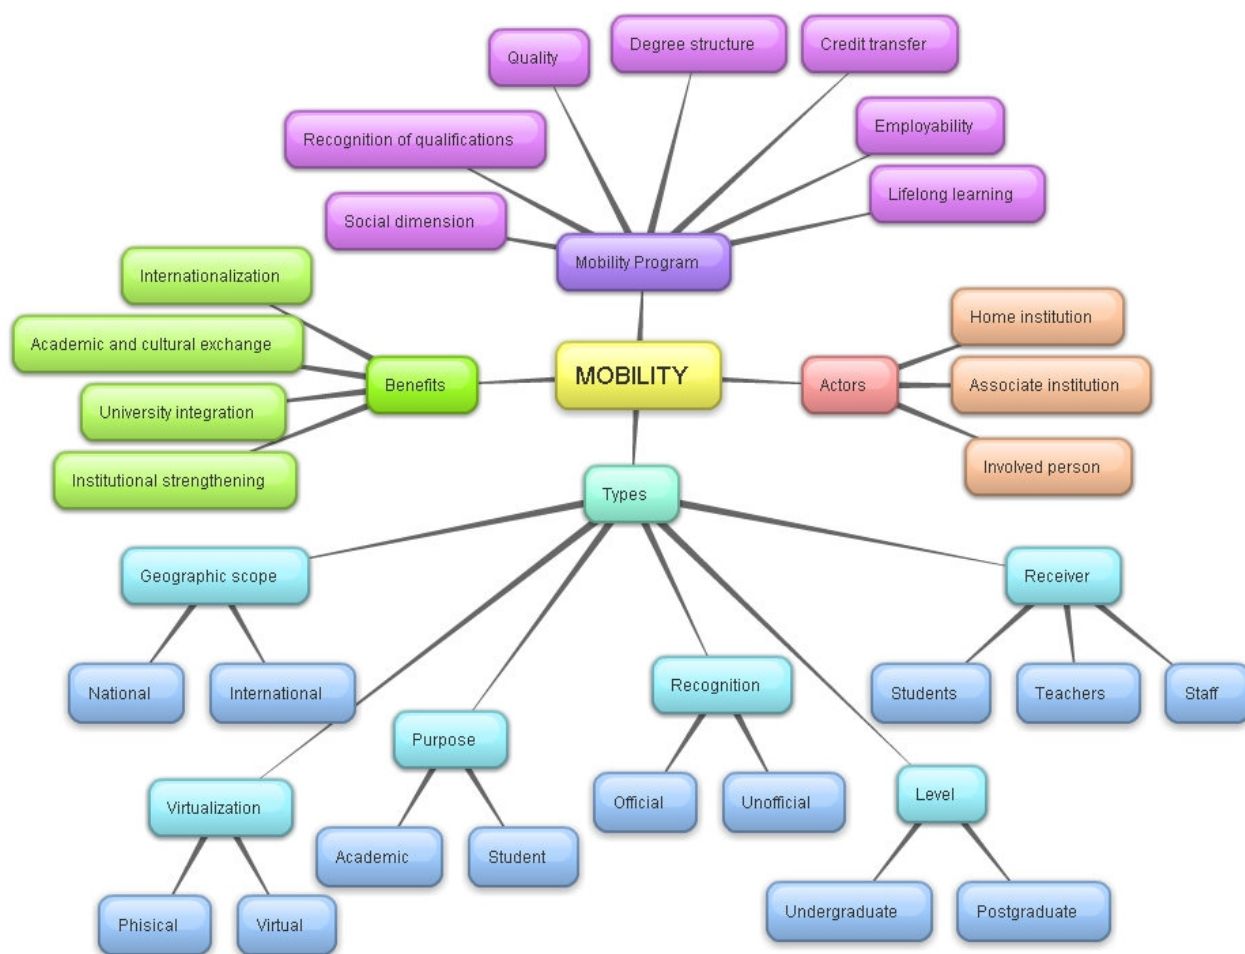 Degree structure
Credit transfer
Quality
Employability
Recognition of qualifications
Lifelong learning
Social dimension
Mobility Program
Internationalization
Home institution
Academic and cultural exchange
MOBILITY
Benefits
Actors
Associate institution
University integration
Involved person
Institutional strengthening
Types
Geographic scope
Receiver
National
International
Recognition
Students
Teachers
Staff
Purpose
Virtualization
Official
Unofficial
Level
Academic
Student
Phisical
Virtual
Undergraduate
Postgraduate